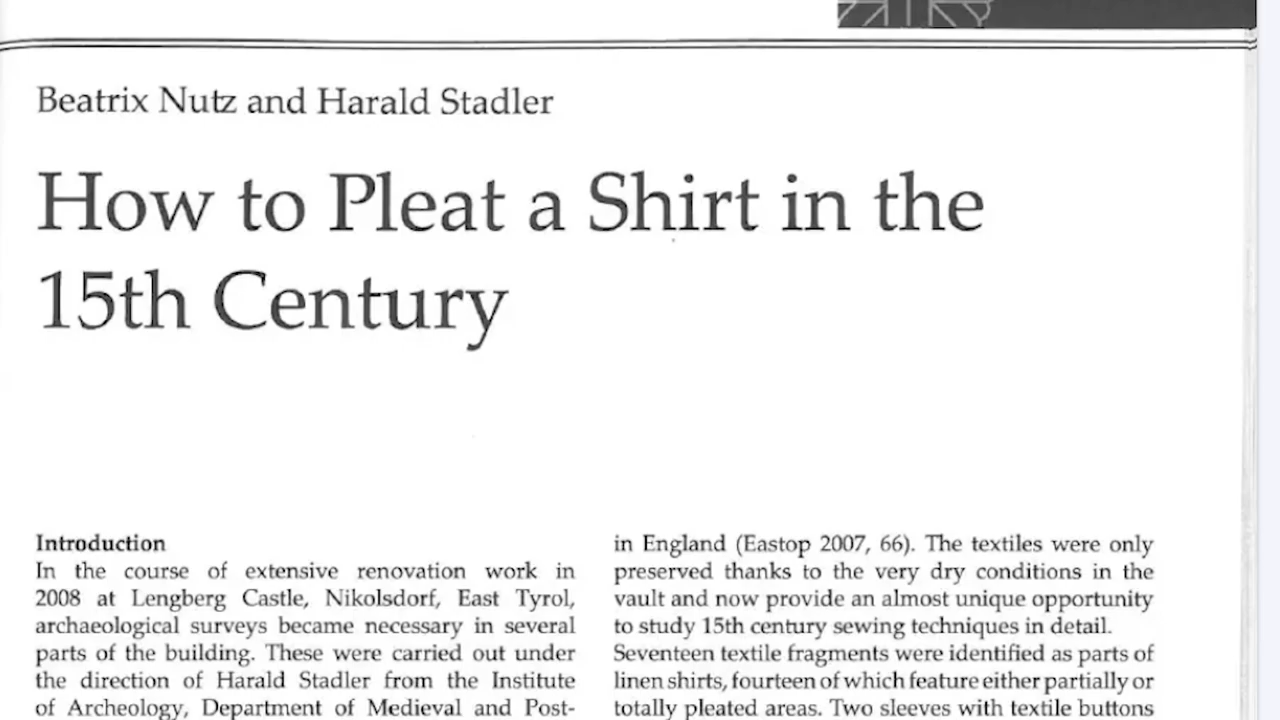 Beatrix Nutz and Harald Stadler
How to Pleat a Shirt in the
15th Century
Introduction
In the course of extensive renovation work in
2008 at Lengberg Castle, Nikolsdorf, East Tyrol,
archaeological surveys became necessary in several
parts of the building. These were carried out under
the direction of Harald Stadler from the Institute
of Archeology, Department of Medieval and Post-
in England (Eastop 2007, 66). The textiles were only
preserved thanks to the very dry conditions in the
vault and now provide an almost unique opportunity
to study 15th century sewing techniques in detail.
Seventeen textile fragments were identified as parts of
linen shirts, fourteen of which feature either partially or
totally pleated areas. Two sleeves with textile buttons